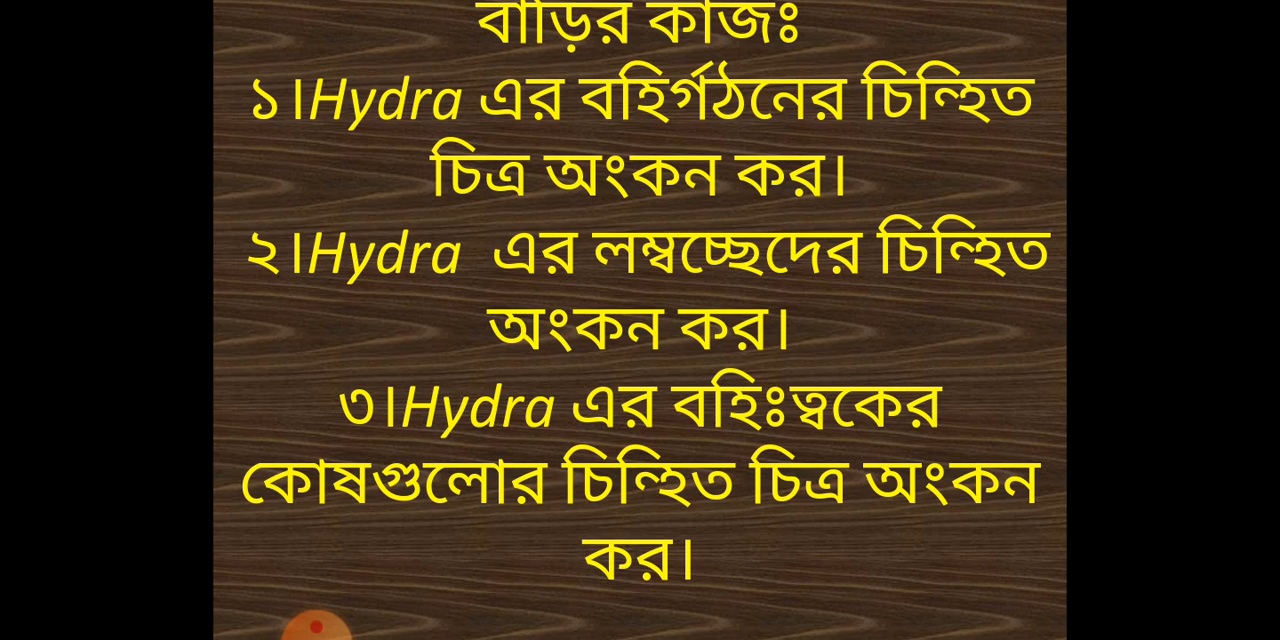 বাড়ির কাজঃ
১।Hydra এর বহির্গঠনের চিন্হিত
চিত্র অংকন কর।
২।Hydra এর লম্বচ্ছেদের চিন্হিত
অংকন কর।
৩।Hydra এর বহিঃত্বকের
কোষগুলোর চিন্হিত চিত্র অংকন
কর।